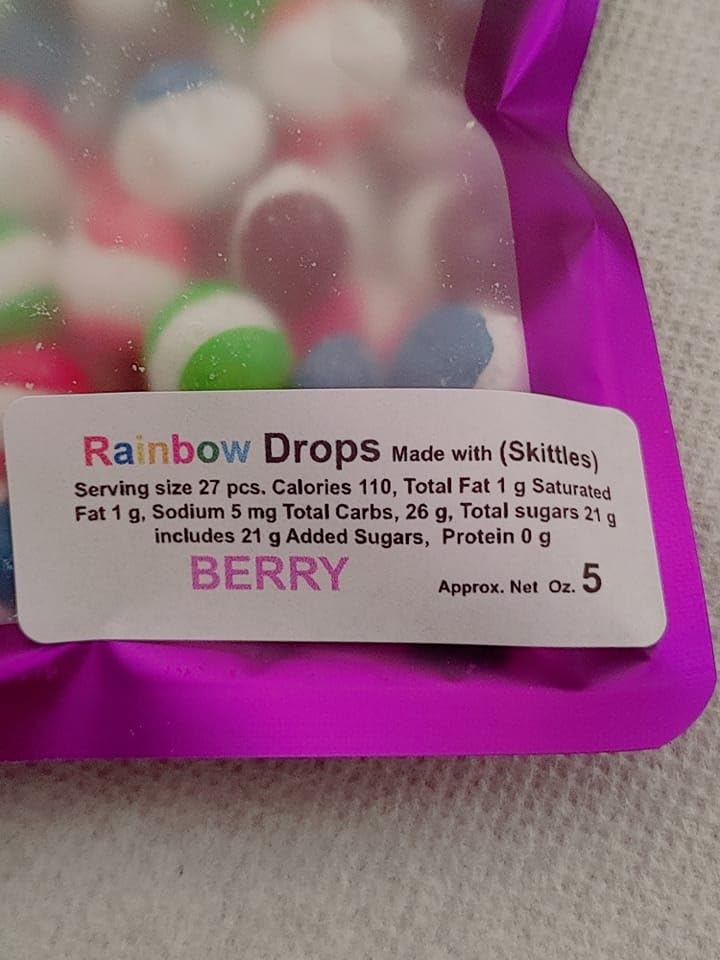 Rainbow Drops Made with (Skittles)
Serving size 27 pcs. Calories 110, Total Fat 1 g Saturated
Fat 1 g, Sodium 5 mg Total Carbs, 26 g, Total sugars 21 g
includes 21 g Added Sugars, Protein 0 g
BERRY
Approx. Net Oz. 5